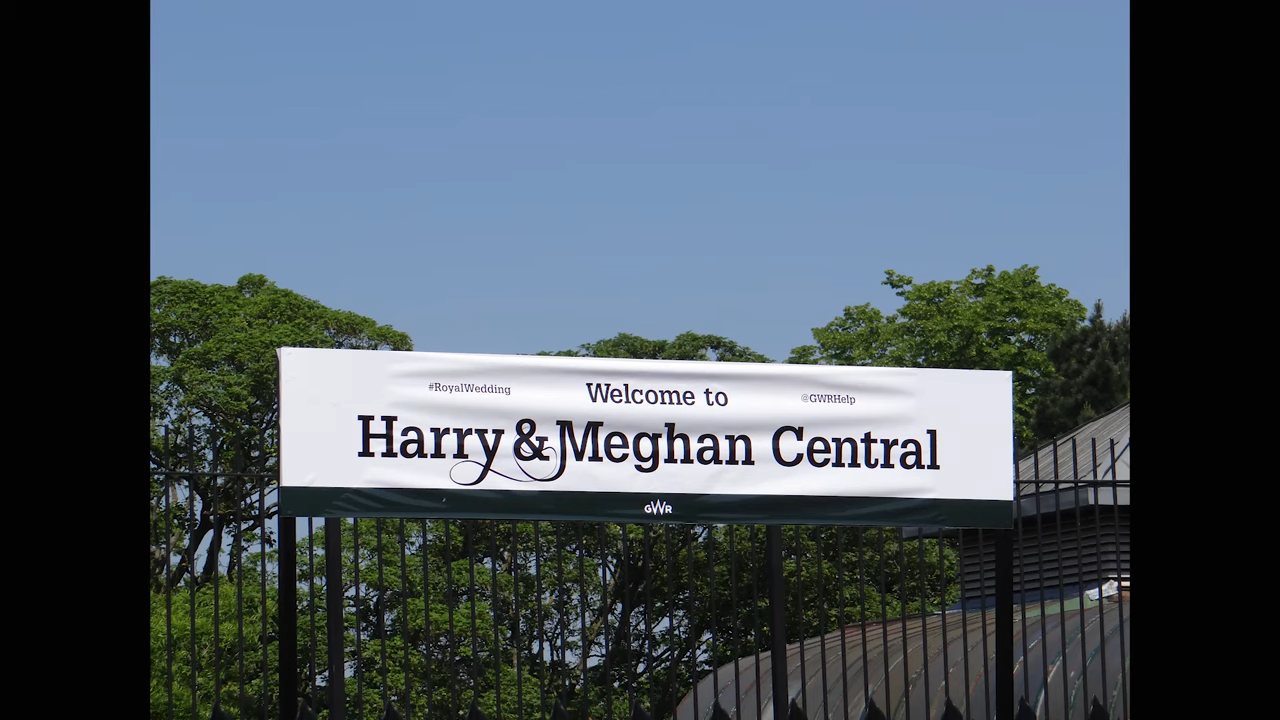 Welcome to
#RoyalWedding
@GWRHelp
Harry & Meghan Central
GWR